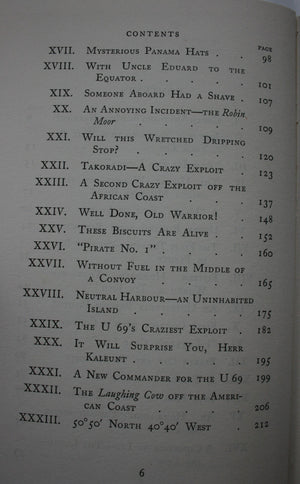 CONTENTS
PAGE
XVII. Mysterious Panama Hats . . 98
XVIII. With Uncle Eduard to the
Equator . . . . 101
XIX. Someone Aboard Had a Shave . 107
XX. An Annoying Incident—the Robin
Moor . . . . 109
XXI. Will this Wretched Dripping
Stop? . . . . 120
XXII. Takoradi—A Crazy Exploit . 123
XXIII. A Second Crazy Exploit off the
African Coast . . . 137
XXIV. Well Done, Old Warrior! . 148
XXV. These Biscuits Are Alive . . 152
XXVI. "Pirate No. 1" . . . 160
XXVII. Without Fuel in the Middle of
a Convoy . . . . 165
XXVIII. Neutral Harbour—an Uninhabited
Island . . . . 175
XXIX. The U 69's Craziest Exploit . 182
XXX. It Will Surprise You, Herr
Kaleunt . . . . 195
XXXI. A New Commander for the U 69 199
XXXII. The Laughing Cow off the Ameri-
can Coast . . . . 206
XXXIII. 50°50' North 40°40' West . . 212
6